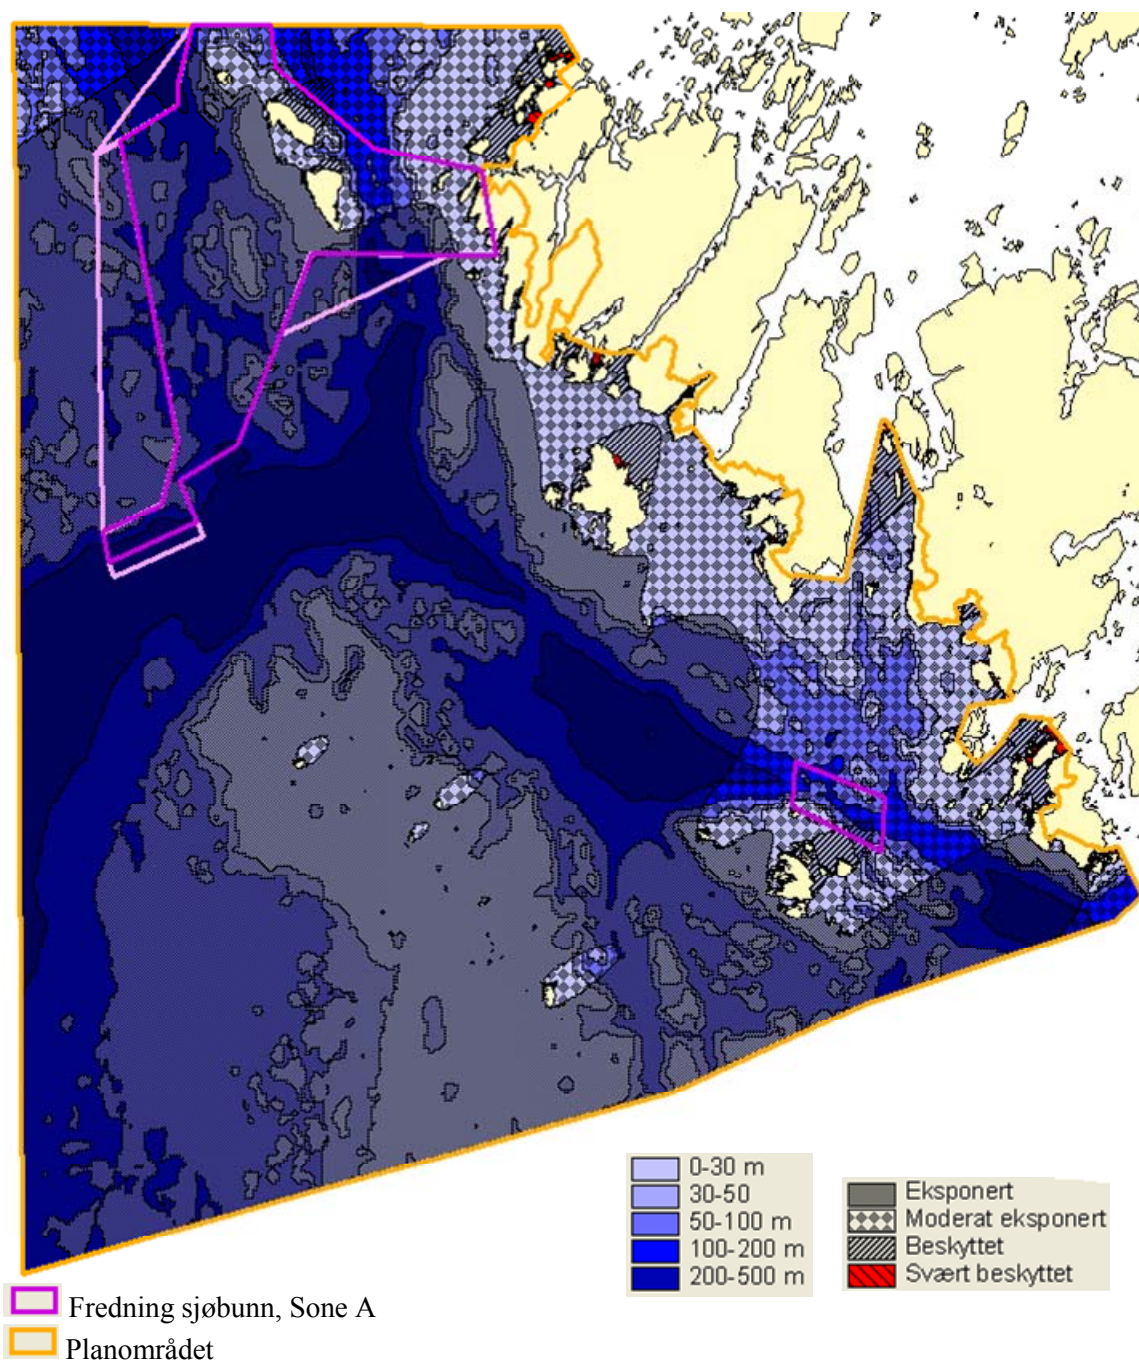 0-30 m
30-50
50-100 m
100-200 m
200-500 m
Eksponert
Moderat eksponert
Beskyttet
Svært beskyttet
Fredning sjøbunn, Sone A
Planområdet